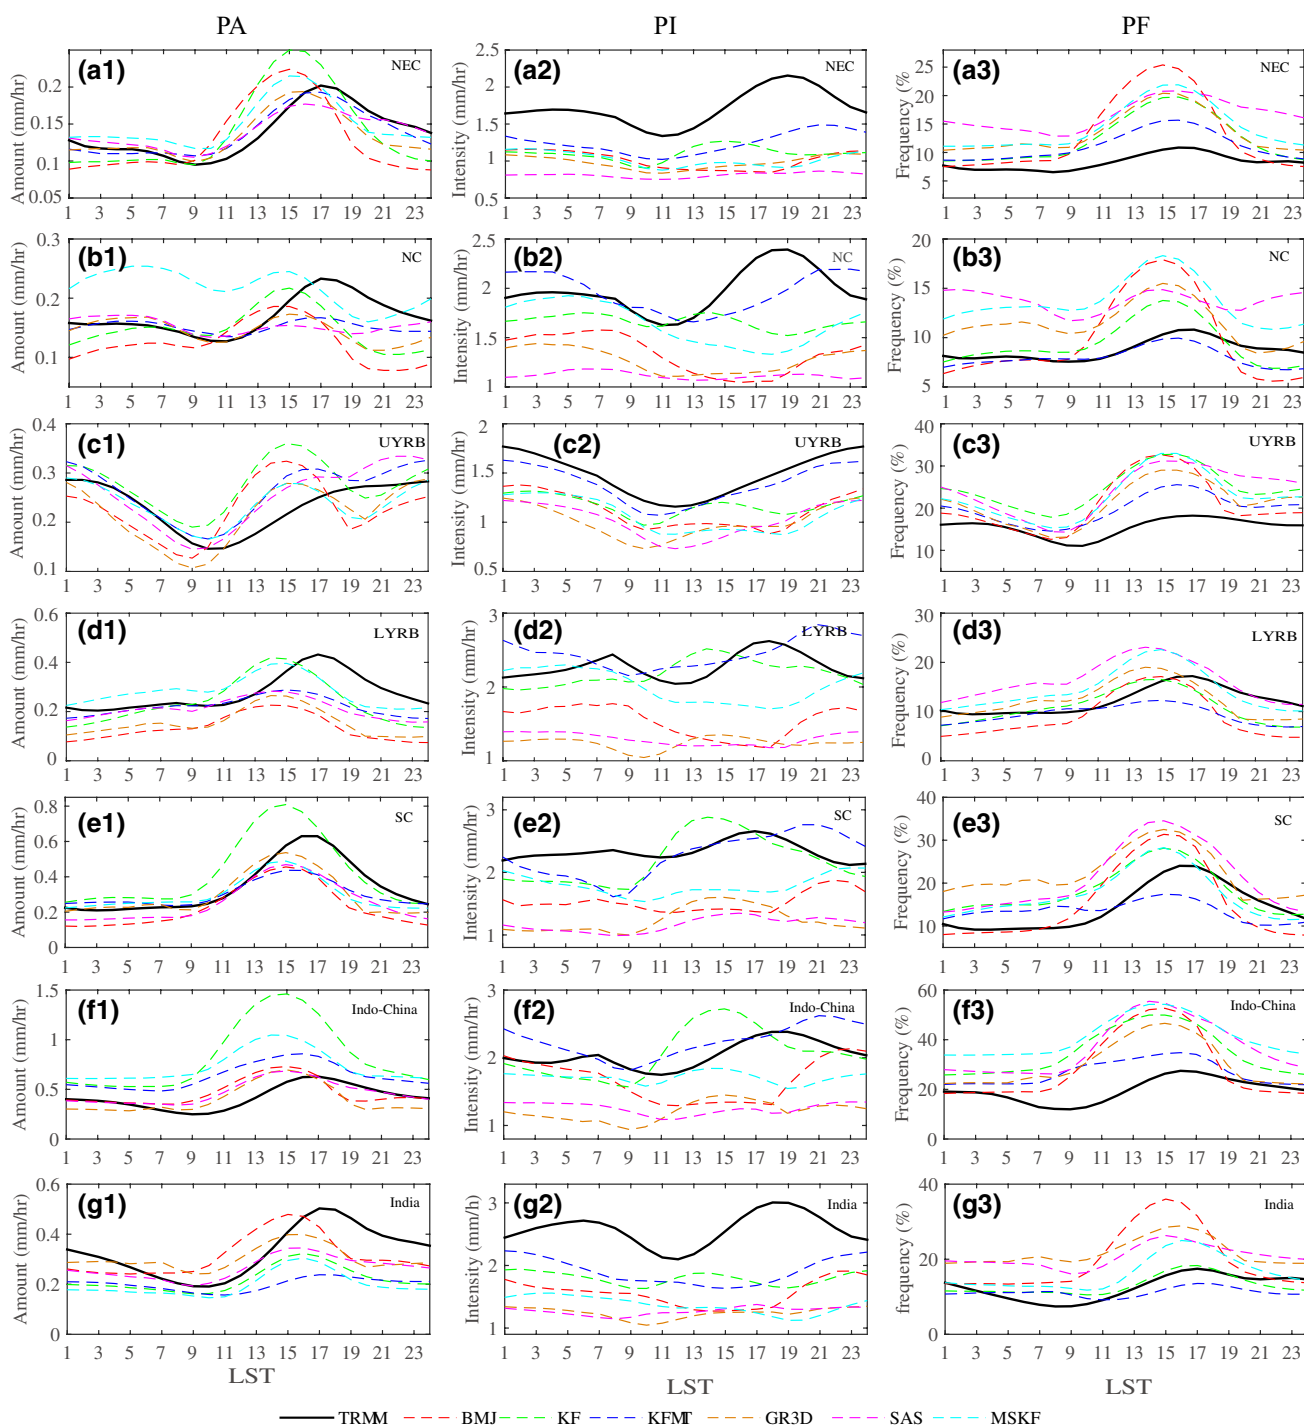 PA PI PF
(a1) NEC
Amount (mm/hr)
0.2
0.15
0.1
0.05
1 3 5 7 9 11 13 15 17 19 21 23
(a2) NEC
Intensity (mm/hr)
2.5
2
1.5
1
0.5
1 3 5 7 9 11 13 15 17 19 21 23
(a3) NEC
Frequency (%
25
20
15
10
5
1 3 5 7 9 11 13 15 17 19 21 23
(b1) NC
Amount (mm/hr)
0.3
0.2
0.1
1 3 5 7 9 11 13 15 17 19 21 23
(b2) NC
Intensity (mm/hr)
2.5
2
1.5
1
1 3 5 7 9 11 13 15 17 19 21 23
(b3) NC
Frequency (%)
20
15
10
5
1 3 5 7 9 11 13 15 17 19 21 23
(c1) UYRB
Amount (mm/hr)
0.4
0.3
0.2
0.1
1 3 5 7 9 11 13 15 17 19 21 23
(c2) UYRB
Intensity (mm/hr)
2
1.5
1
0.5
1 3 5 7 9 11 13 15 17 19 21 23
(c3) UYRB
Frequency (%)
40
30
20
10
1 3 5 7 9 11 13 15 17 19 21 23
(d1) LYRB
Amount (mm/hr)
0.6
0.4
0.2
0
1 3 5 7 9 11 13 15 17 19 21 23
(d2) LYRB
Intensity (mm/hr)
3
2
1
1 3 5 7 9 11 13 15 17 19 21 23
(d3) LYRB
Frequency (%)
30
20
10
0
1 3 5 7 9 11 13 15 17 19 21 23
(e1) SC
Amount (mm/hr)
0.8
0.6
0.4
0.2
0
1 3 5 7 9 11 13 15 17 19 21 23
(e2) SC
Intensity (mm/hr)
3
2
1
1 3 5 7 9 11 13 15 17 19 21 23
(e3) SC
Frequency (%)
40
30
20
10
1 3 5 7 9 11 13 15 17 19 21 23
(f1) Indo-China
Amount (mm/hr)
1.5
1
0.5
0
1 3 5 7 9 11 13 15 17 19 21 23
(f2) Indo-China
Intensity (mm/hr)
3
2
1
1 3 5 7 9 11 13 15 17 19 21 23
(f3) Indo-China
Frequency (%)
60
40
20
0
1 3 5 7 9 11 13 15 17 19 21 23
(g1) India
Amount (mm/hr)
0.6
0.4
0.2
0
1 3 5 7 9 11 13 15 17 19 21 23
LST
(g2) India
Intensity (mm/h)
3
2
1
1 3 5 7 9 11 13 15 17 19 21 23
LST
(g3) India
frequency (%)
40
20
0
1 3 5 7 9 11 13 15 17 19 21 23
LST
TRMM BMJ KF KFMT GR3D SAS MSKF